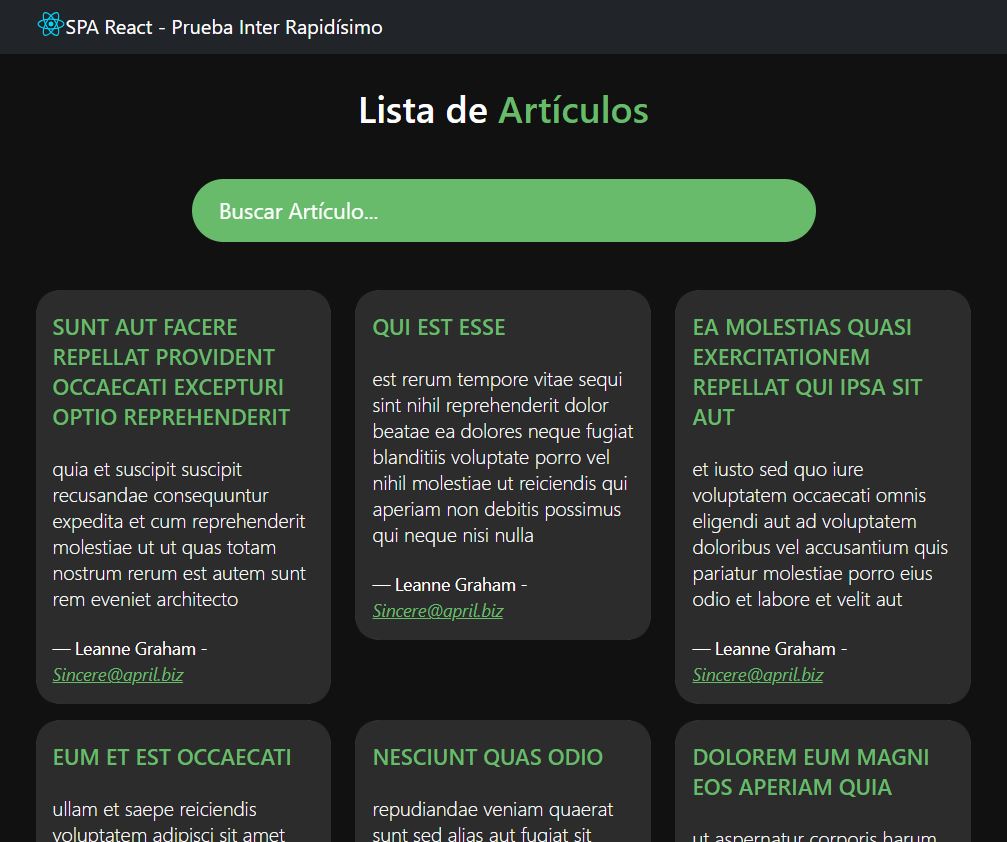 SPA React - Prueba Inter Rapidísimo
Lista de Artículos
Buscar Artículo...
SUNT AUT FACERE
REPELLAT PROVIDENT
OCCAECATI EXCEPTURI
OPTIO REPREHENDERIT
quia et suscipit suscipit
recusandae consequuntur
expedita et cum reprehenderit
molestiae ut ut quas totam
nostrum rerum est autem sunt
rem eveniet architecto
— Leanne Graham -
Sincere@april.biz
QUI EST ESSE
est rerum tempore vitae sequi
sint nihil reprehenderit dolor
beatae ea dolores neque fugiat
blanditiis voluptate porro vel
nihil molestiae ut reiciendis qui
aperiam non debitis possimus
qui neque nisi nulla
— Leanne Graham -
Sincere@april.biz
EA MOLESTIAS QUASI
EXERCITATIONEM
REPELLAT QUI IPSA SIT
AUT
et iusto sed quo iure
voluptatem occaecati omnis
eligendi aut ad voluptatem
doloribus vel accusantium quis
pariatur molestiae porro eius
odio et labore et velit aut
— Leanne Graham -
Sincere@april.biz
EUM ET EST OCCAECATI
ullam et saepe reiciendis
voluptatem adipisci sit amet
NESCIUNT QUAS ODIO
repudiandae veniam quaerat
sunt sed alias aut fugiat sit
DOLOREM EUM MAGNI
EOS APERIAM QUIA
ut aspernatur corporis harum